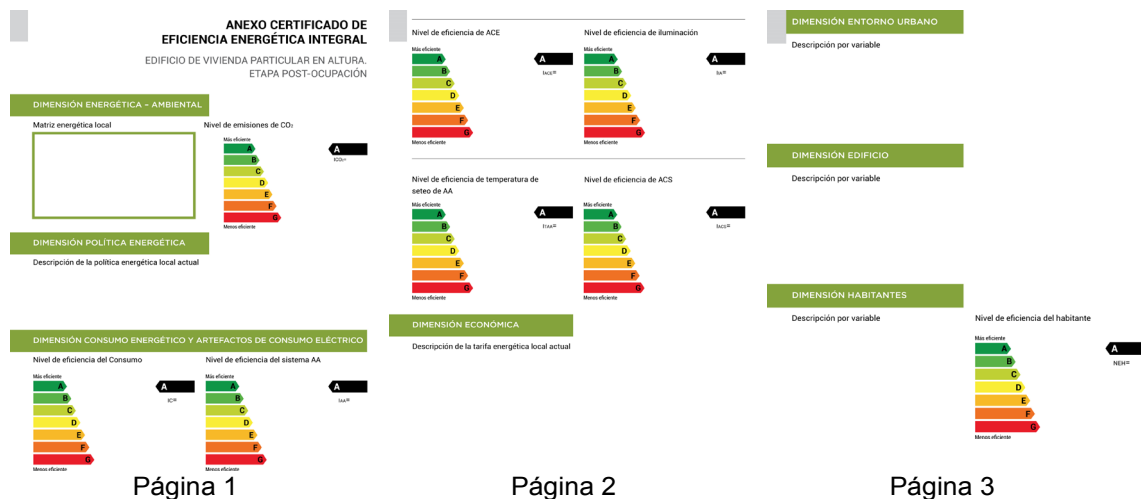 ANEXO CERTIFICADO DE
EFICIENCIA ENERGÉTICA INTEGRAL
EDIFICIO DE VIVIENDA PARTICULAR EN ALTURA.
ETAPA POST-OCUPACIÓN
DIMENSIÓN ENERGÉTICA – AMBIENTAL
Matriz energética local
Nivel de emisiones de CO₂
Más eficiente
A
B
C
D
E
F
G
Menos eficiente
A
ICO₂=
DIMENSIÓN POLÍTICA ENERGÉTICA
Descripción de la política energética local actual
DIMENSIÓN CONSUMO ENERGÉTICO Y ARTEFACTOS DE CONSUMO ELÉCTRICO
Nivel de eficiencia del Consumo
Más eficiente
A
B
C
D
E
F
G
Menos eficiente
A
IC=
Nivel de eficiencia del sistema AA
Más eficiente
A
B
C
D
E
F
G
Menos eficiente
A
IAA=
Página 1
Nivel de eficiencia de ACE
Más eficiente
A
B
C
D
E
F
G
Menos eficiente
A
IACE=
Nivel de eficiencia de iluminación
Más eficiente
A
B
C
D
E
F
G
Menos eficiente
A
Nivel de eficiencia de temperatura de
seteo de AA
Más eficiente
A
B
C
D
E
F
G
Menos eficiente
A
ITAA=
Nivel de eficiencia de ACS
Más eficiente
A
B
C
D
E
F
G
Menos eficiente
A
IACS=
DIMENSIÓN ECONÓMICA
Descripción de la tarifa energética local actual
Página 2
DIMENSIÓN ENTORNO URBANO
Descripción por variable
DIMENSIÓN EDIFICIO
Descripción por variable
DIMENSIÓN HABITANTES
Descripción por variable
Nivel de eficiencia del habitante
Más eficiente
A
B
C
D
E
F
G
Menos eficiente
A
NEH=
Página 3